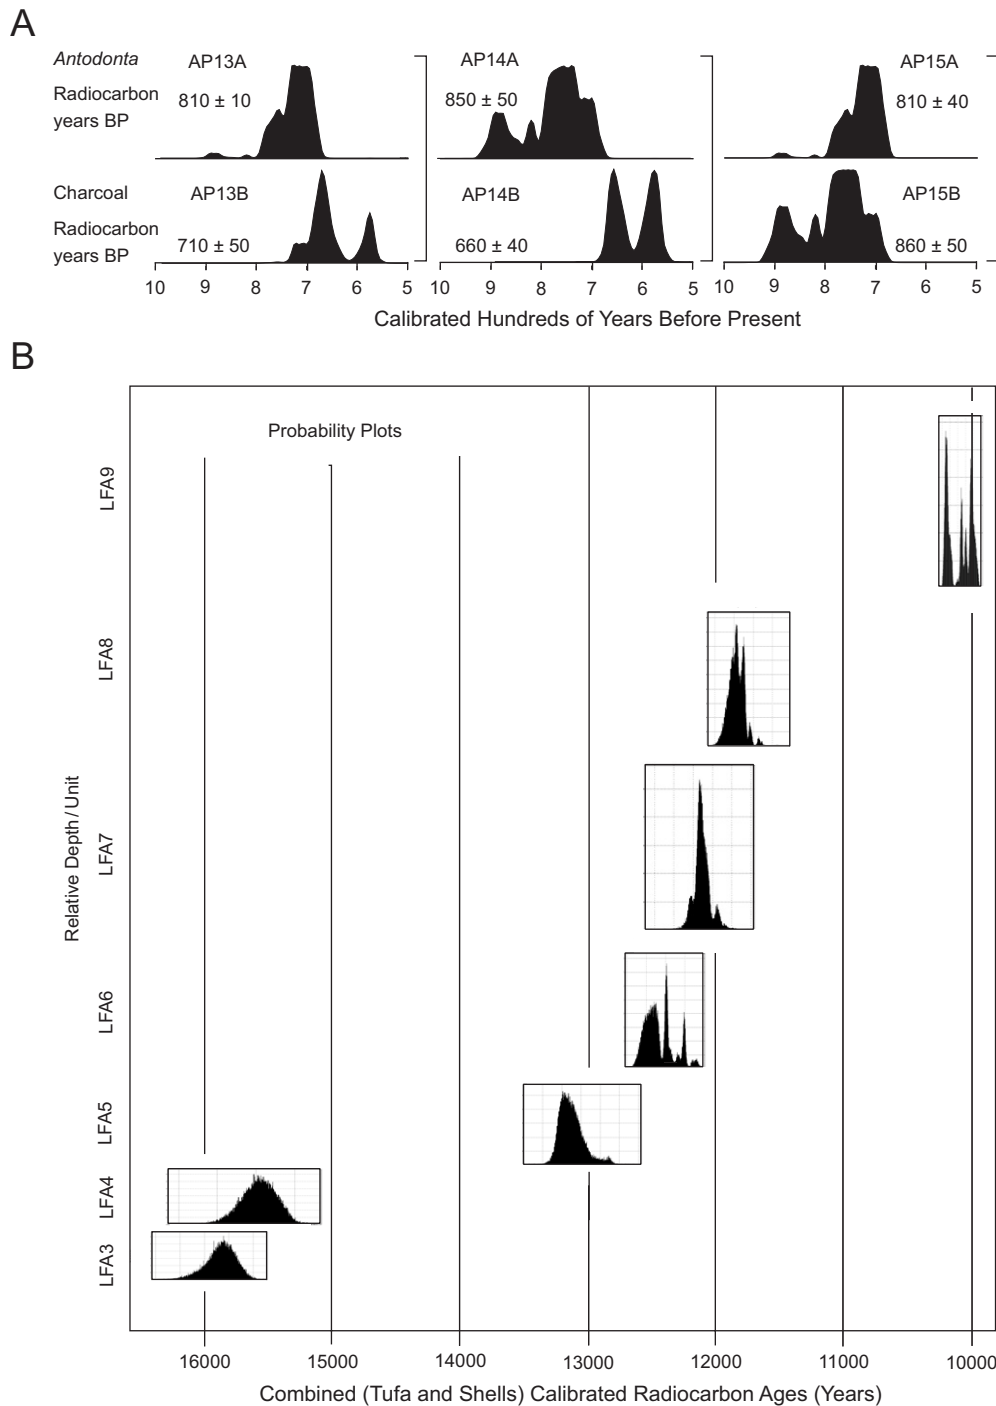 A
Antodonta
AP13A
AP14A
AP15A
Radiocarbon
years BP
810 ± 10
850 ± 50
810 ± 40
Charcoal
AP13B
AP14B
AP15B
Radiocarbon
years BP
710 ± 50
660 ± 40
860 ± 50
10 9 8 7 6 5
10 9 8 7 6 5
10 9 8 7 6 5
Calibrated Hundreds of Years Before Present
B
Probability Plots
LFA9
LFA8
LFA7
LFA6
LFA5
LFA4
LFA3
Relative Depth / Unit
16000 15000 14000 13000 12000 11000 10000
Combined (Tufa and Shells) Calibrated Radiocarbon Ages (Years)